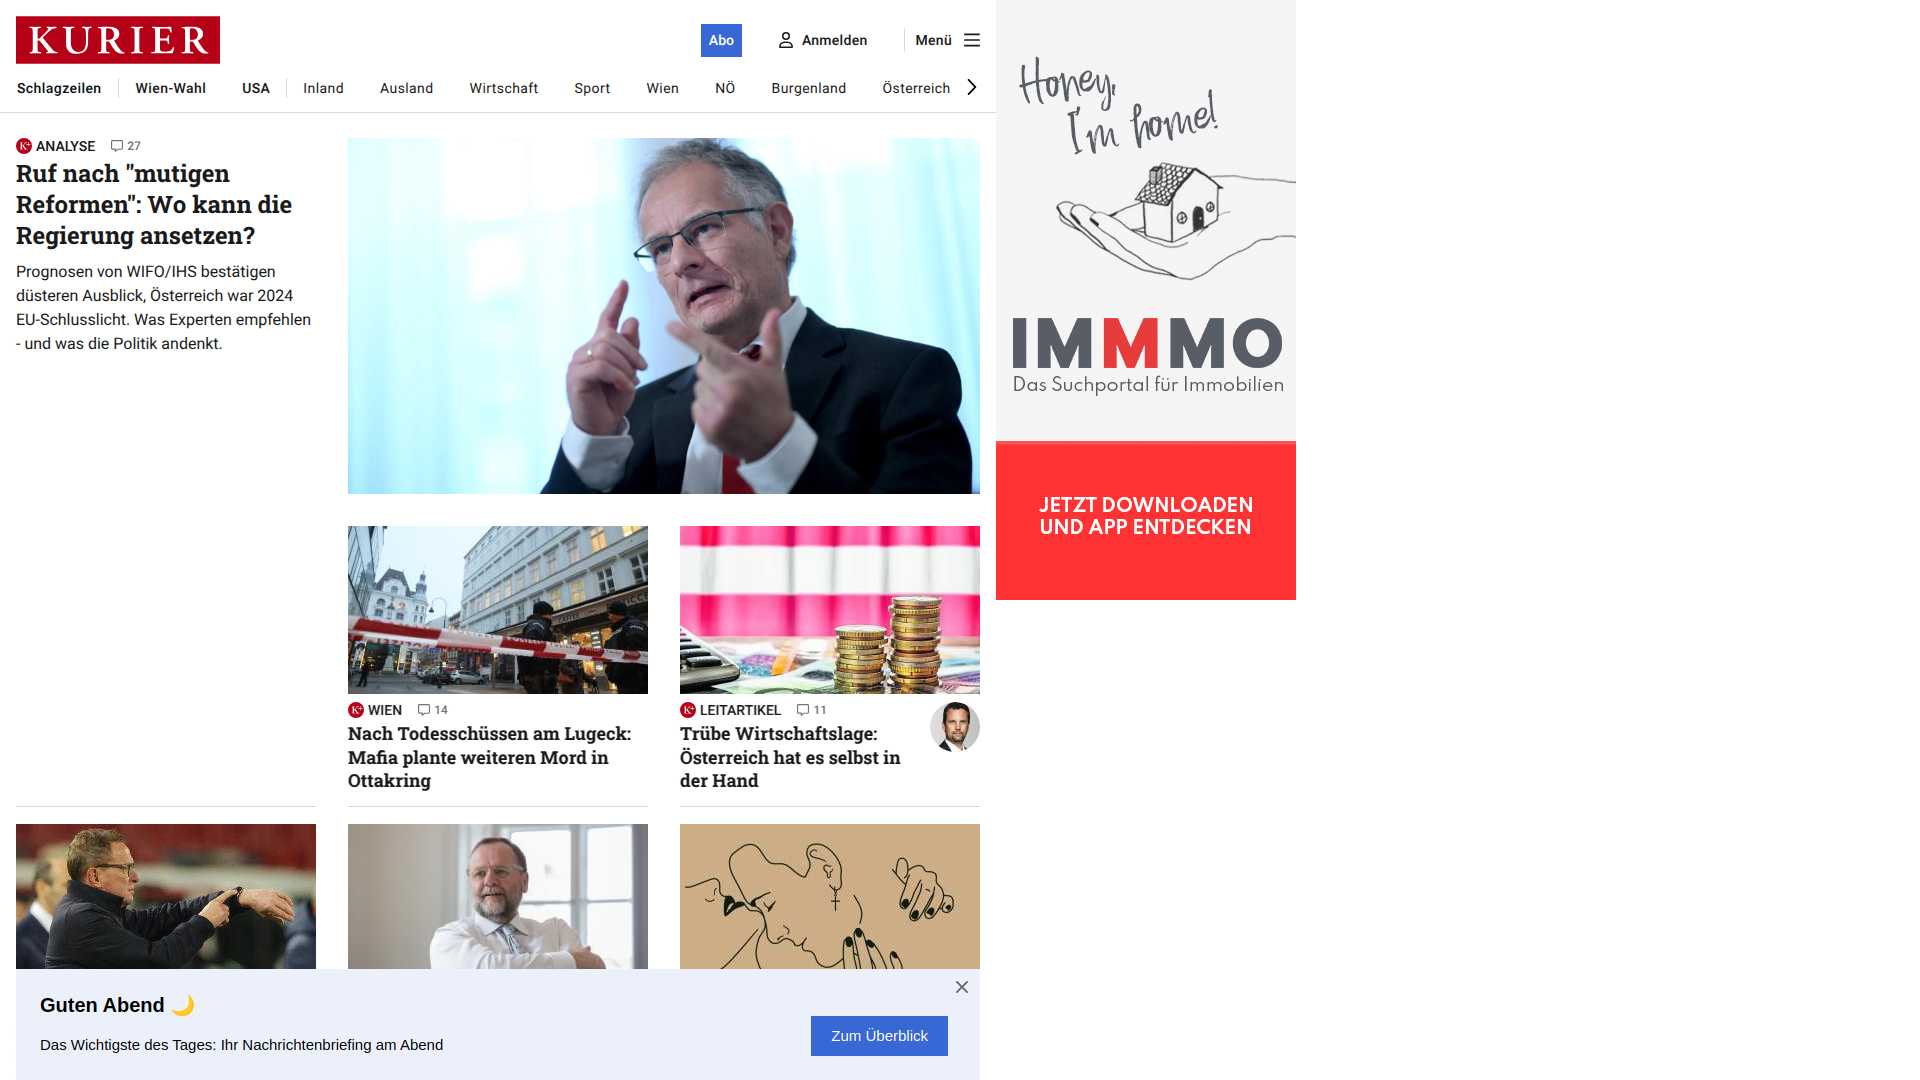 KURIER
Abo
Anmelden
Menü
Schlagzeilen
Wien-Wahl
USA
Inland
Ausland
Wirtschaft
Sport
Wien
NÖ
Burgenland
Österreich
K+ ANALYSE 27
Ruf nach "mutigen
Reformen": Wo kann die
Regierung ansetzen?
Prognosen von WIFO/IHS bestätigen
düsteren Ausblick, Österreich war 2024
EU-Schlusslicht. Was Experten empfehlen
- und was die Politik andenkt.
K+ WIEN 14
Nach Todesschüssen am Lugeck:
Mafia plante weiteren Mord in
Ottakring
K+ LEITARTIKEL 11
Trübe Wirtschaftslage:
Österreich hat es selbst in
der Hand
Guten Abend 🌙
Das Wichtigste des Tages: Ihr Nachrichtenbriefing am Abend
Zum Überblick
Honey,
I'm home!
IMMMO
Das Suchportal für Immobilien
JETZT DOWNLOADEN
UND APP ENTDECKEN